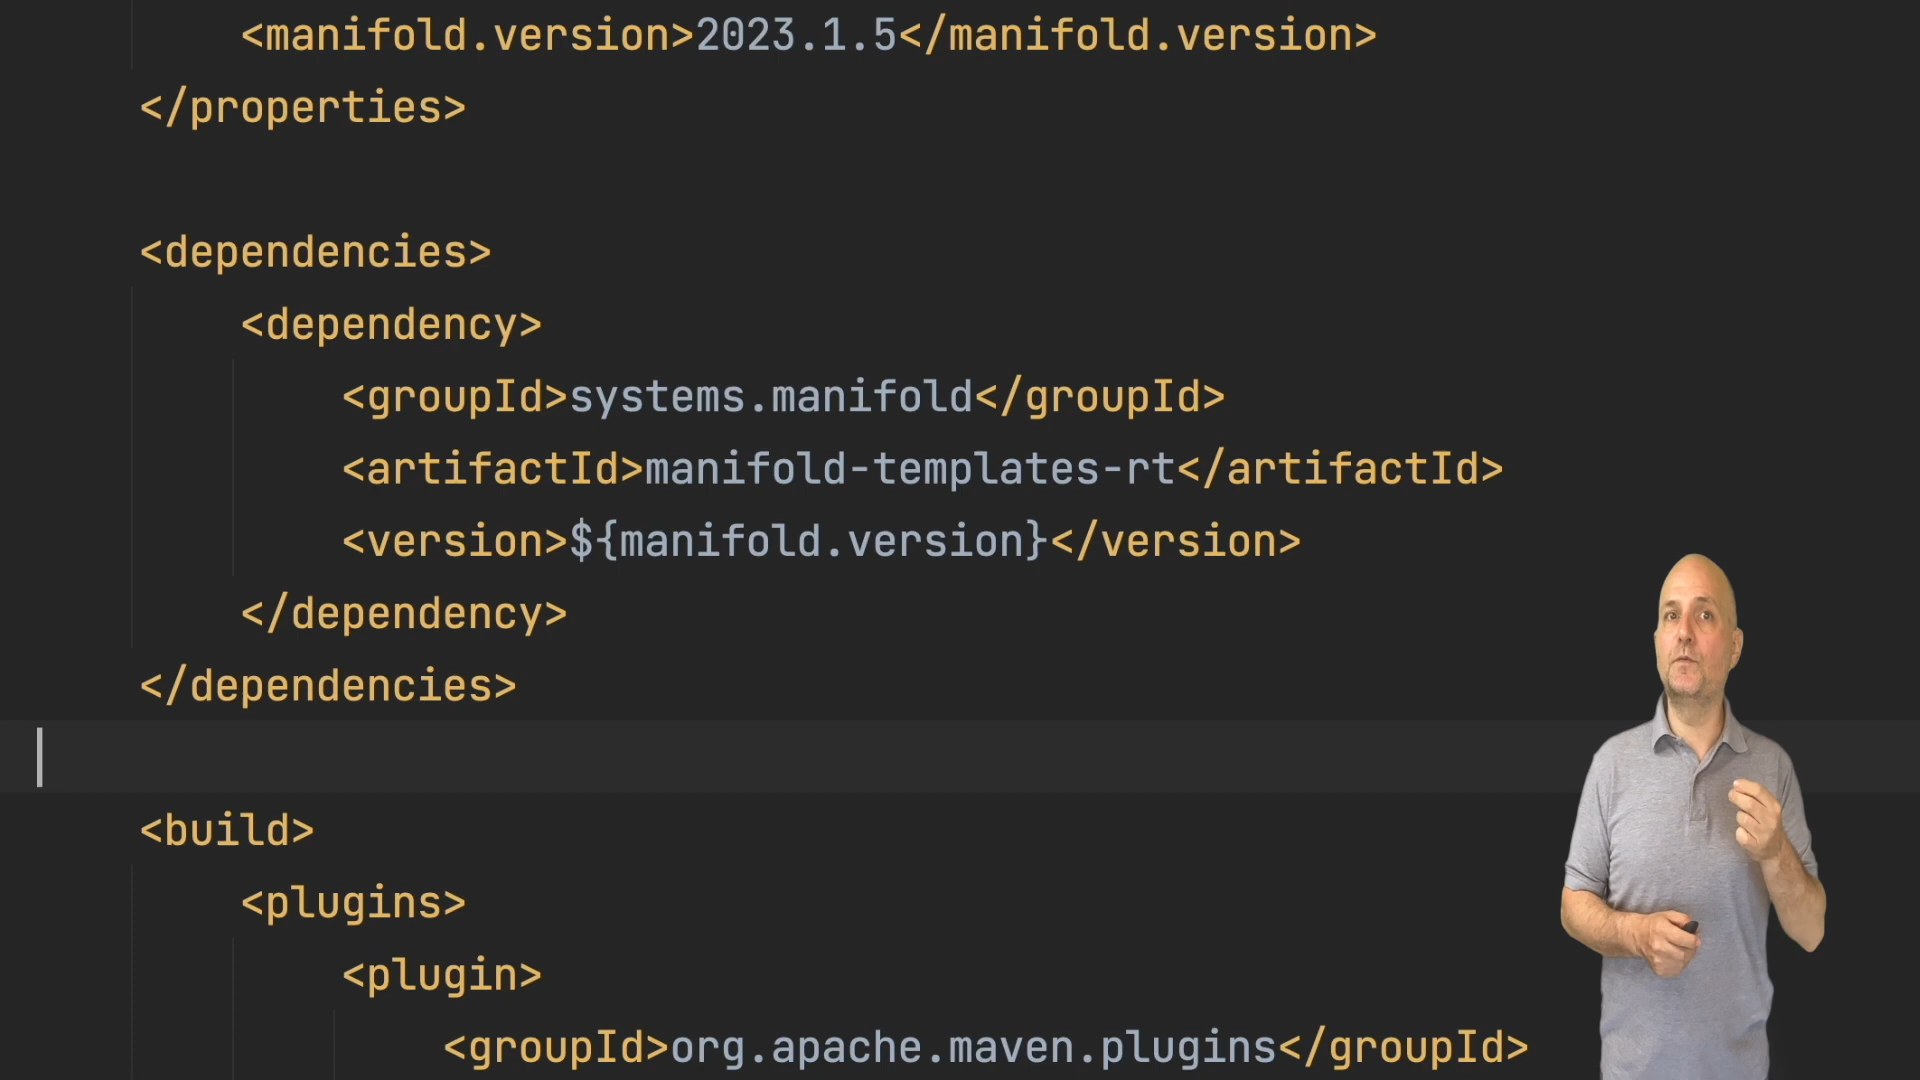 <manifold.version>2023.1.5</manifold.version>
</properties>
<dependencies>
<dependency>
<groupId>systems.manifold</groupId>
<artifactId>manifold-templates-rt</artifactId>
<version>${manifold.version}</version>
</dependency>
</dependencies>
<build>
<plugins>
<plugin>
<groupId>org.apache.maven.plugins</groupId>